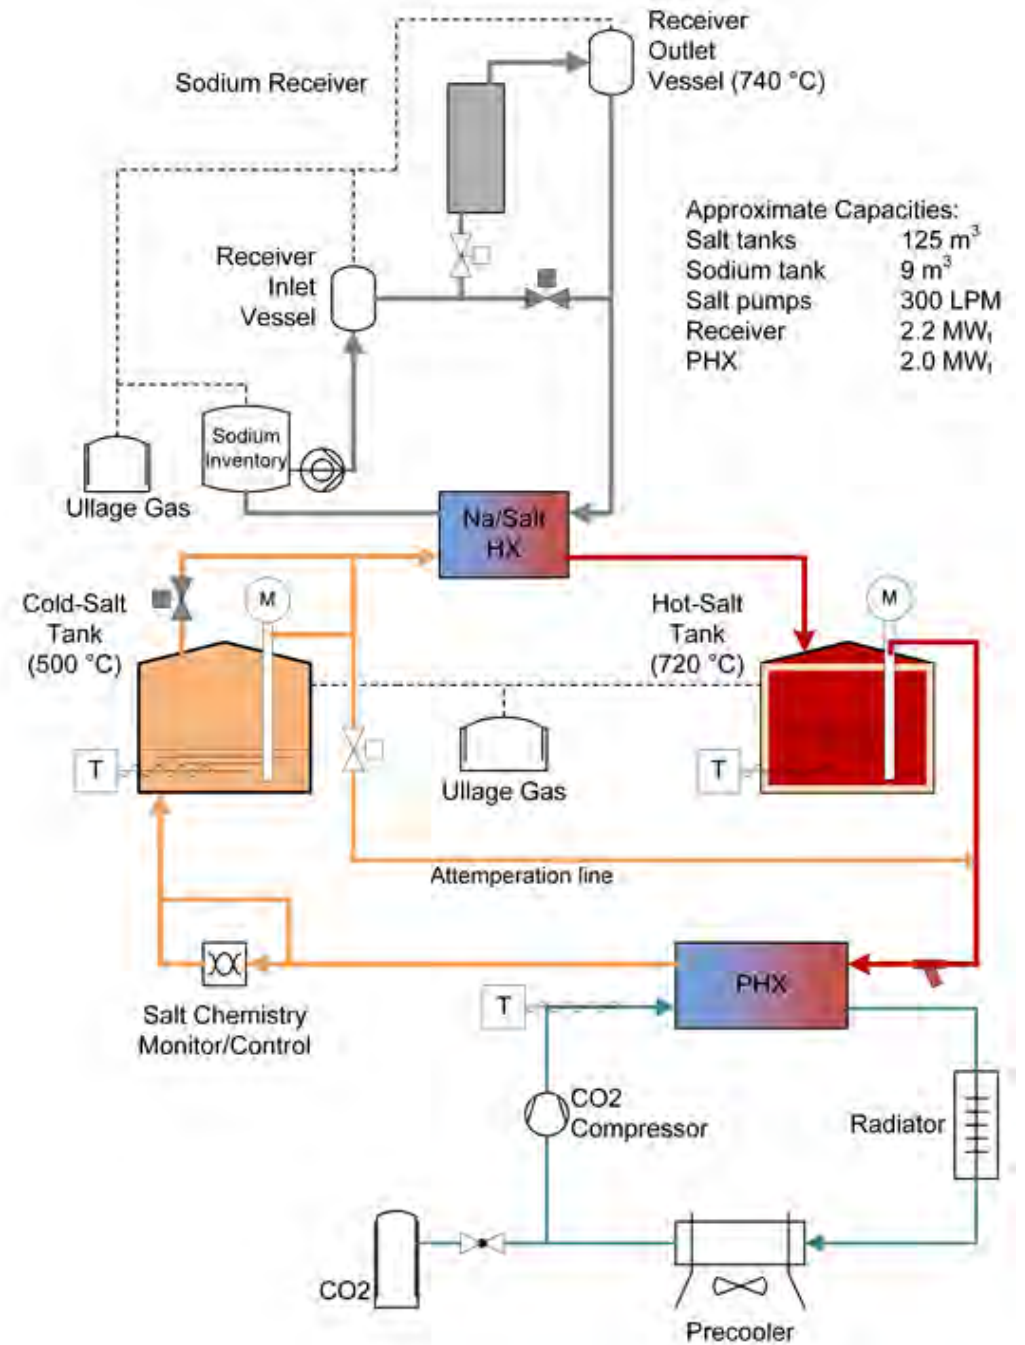 Receiver
Outlet
Vessel (740 °C)
Sodium Receiver
Approximate Capacities:
Salt tanks 125 m³
Sodium tank 9 m³
Salt pumps 300 LPM
Receiver 2.2 MWₜ
PHX 2.0 MWₜ
Receiver
Inlet
Vessel
Sodium
Inventory
Ullage Gas
Na/Salt
HX
Cold-Salt
Tank
(500 °C)
M
Hot-Salt
Tank
(720 °C)
M
T
Ullage Gas
T
Attemperation line
PHX
Salt Chemistry
Monitor/Control
T
CO2
Compressor
Radiator
CO2
Precooler